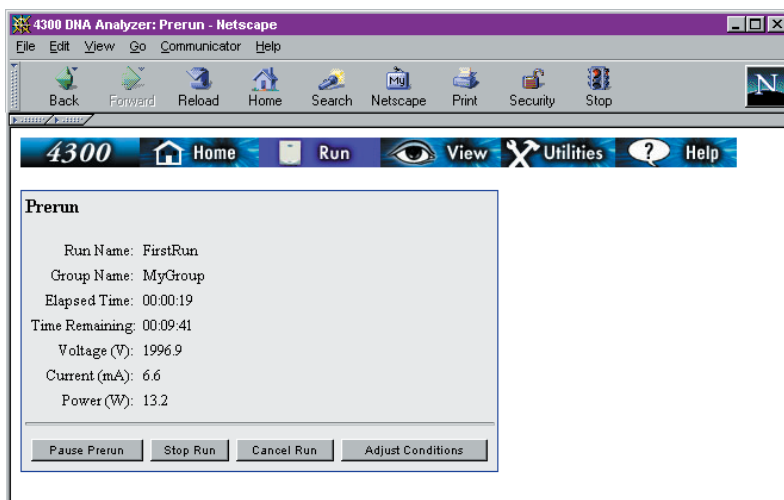 4300 DNA Analyzer: Prerun - Netscape
File Edit View Go Communicator Help
Back Forward Reload Home Search Netscape Print Security Stop
My
N
4300 Home Run View Utilities ? Help
Prerun
Run Name: FirstRun
Group Name: MyGroup
Elapsed Time: 00:00:19
Time Remaining: 00:09:41
Voltage (V): 1996.9
Current (mA): 6.6
Power (W): 13.2
Pause Prerun Stop Run Cancel Run Adjust Conditions